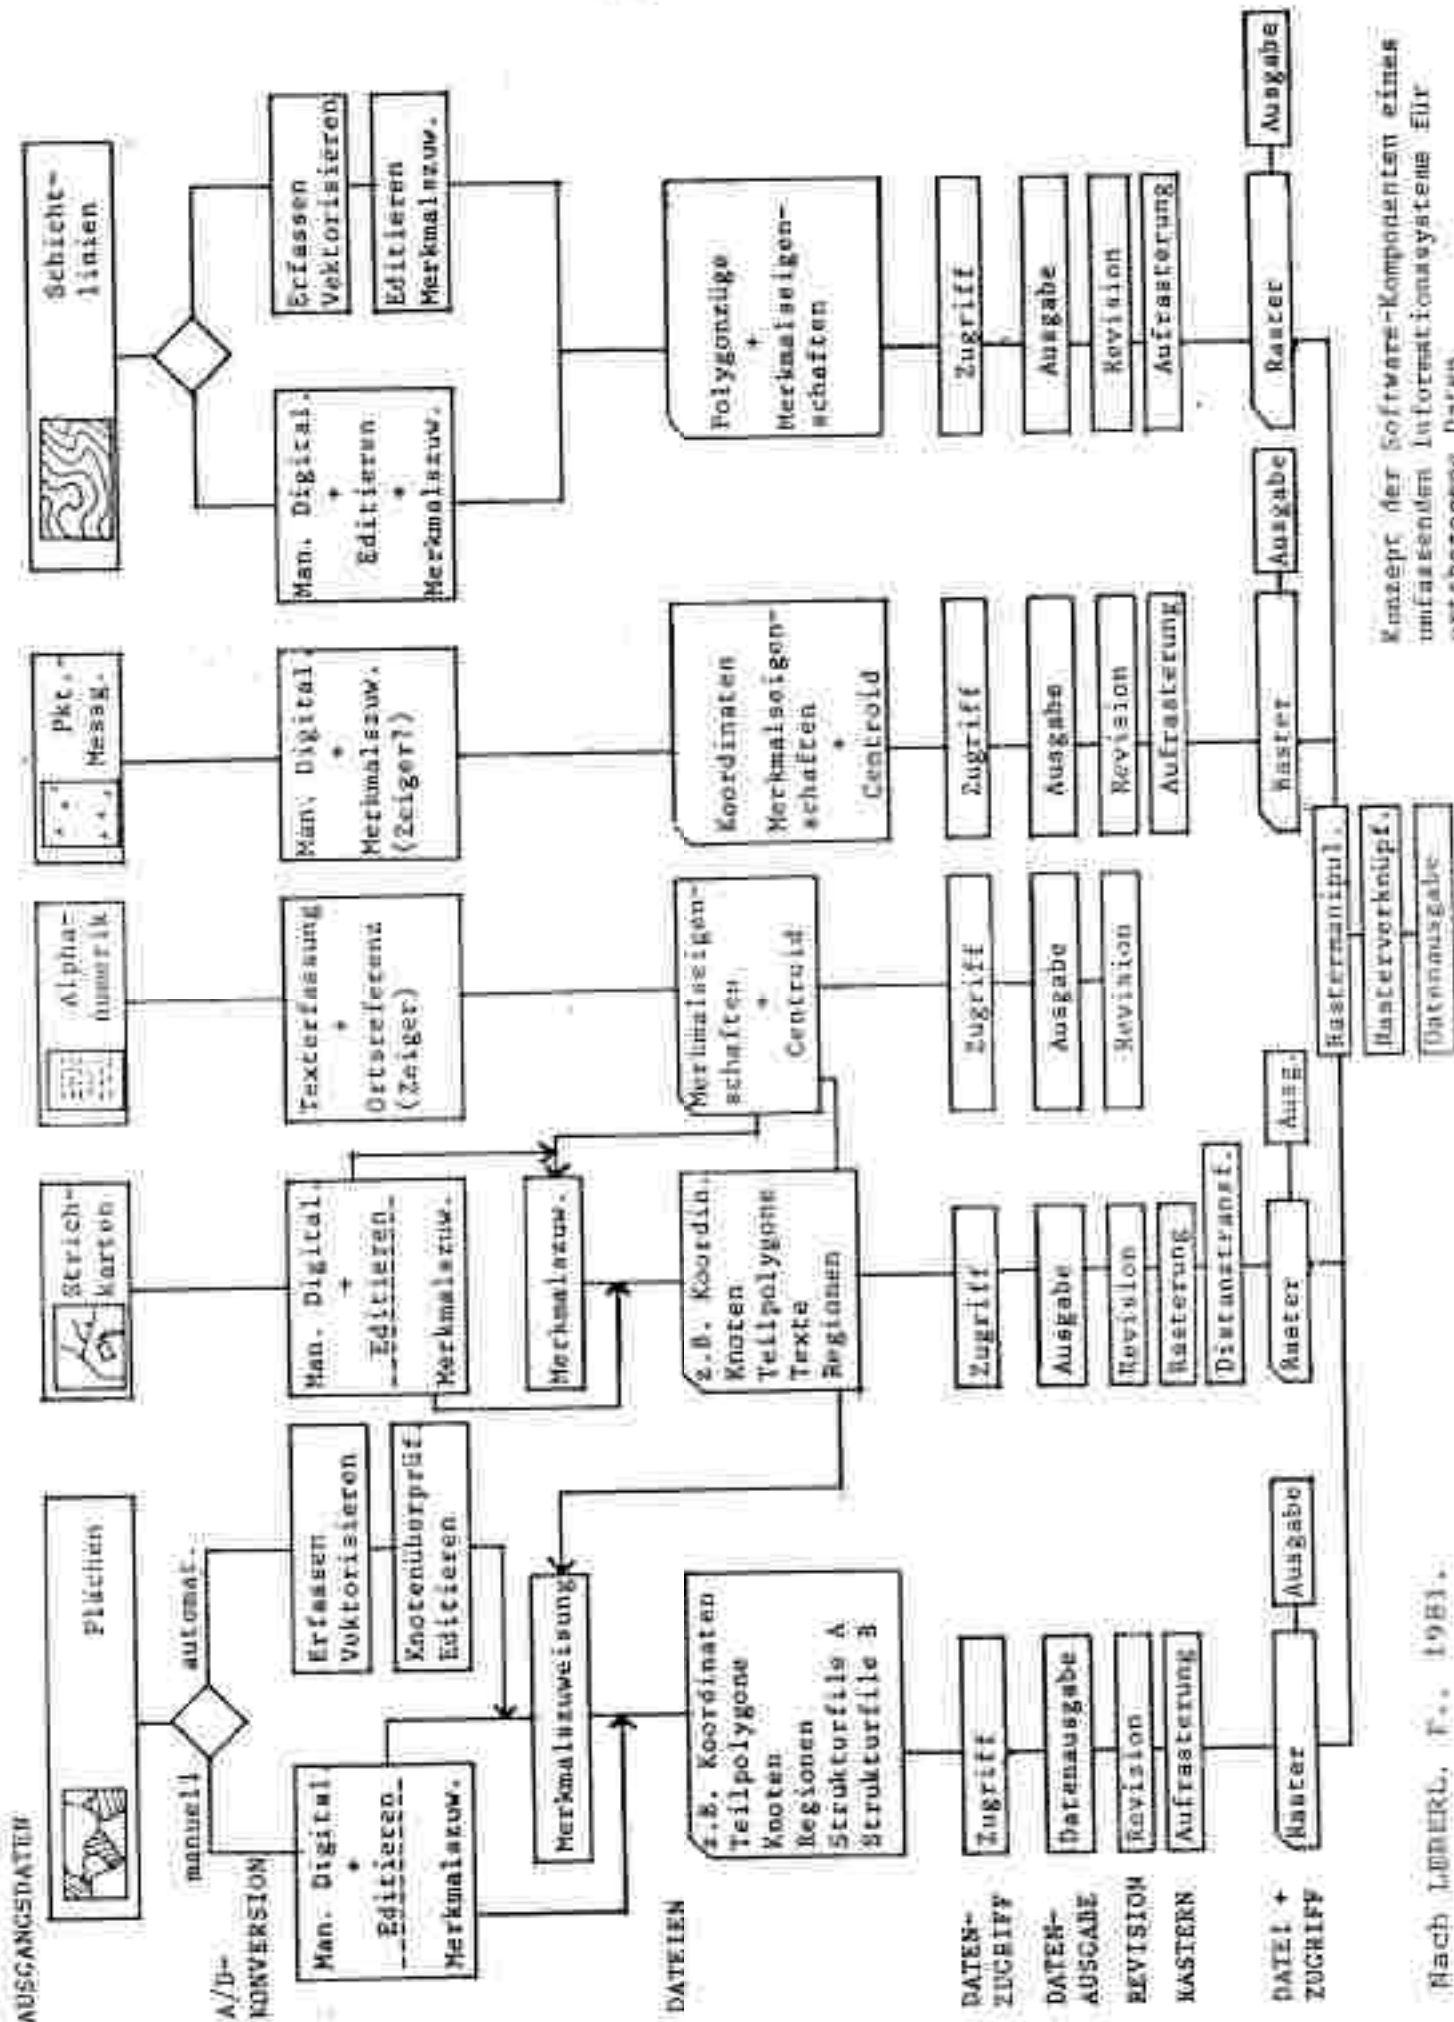 AUSGANGSDATEN
Flächen
Strich-
karten
Alpha-
numerik
Pkt.
Messg.
Schicht-
linien
manuell
automat.
A/D-
KONVERSION
Man. Digital.
+
Editieren
Merkmalszuw.
Erfassen
Vektorisieren
Knotenüberprüf.
Editieren
Man. Digital.
+
Editieren
Merkmalszuw.
Texterfassung
+
Ortsreferenz
(Zeiger)
Man. Digital.
+
Merkmalszuw.
(Zeiger?)
Man. Digital.
+
Editieren
+
Merkmalszuw.
Erfassen
Vektorisieren
Editieren
Merkmalszuw.
Merkmalszuweisung
Merkmalszuw.
DATEIEN
z.B. Koordinaten
Teilpolygone
Knoten
Regionen
Strukturfile A
Strukturfile B
z.B. Koordin.
Knoten
Teilpolygone
Texte
Regionen
Merkmalseigen-
schaften
+
Centroid
Koordinaten
Merkmalseigen-
schaften
+
Centroid
Polygonzüge
+
Merkmalseigen-
schaften
DATEN-
ZUGRIFF
Zugriff
Zugriff
Zugriff
Zugriff
Zugriff
DATEN-
AUSGABE
Datenausgabe
Ausgabe
Ausgabe
Ausgabe
Ausgabe
REVISION
Revision
Revision
Revision
Revision
Revision
RASTERN
Aufrasterung
Rasterung
Aufrasterung
Aufrasterung
Distanztransf.
DATEI +
ZUGRIFF
Raster
Ausgabe
Raster
Ausg.
Raster
Ausgabe
Raster
Ausgabe
Rastermanipul.
Rasterverknüpf.
Datenausgabe
Nach LEBERL, F. 1981.
Konzept der Software-Komponenten eines
umfassenden Informationssystems für
Daten